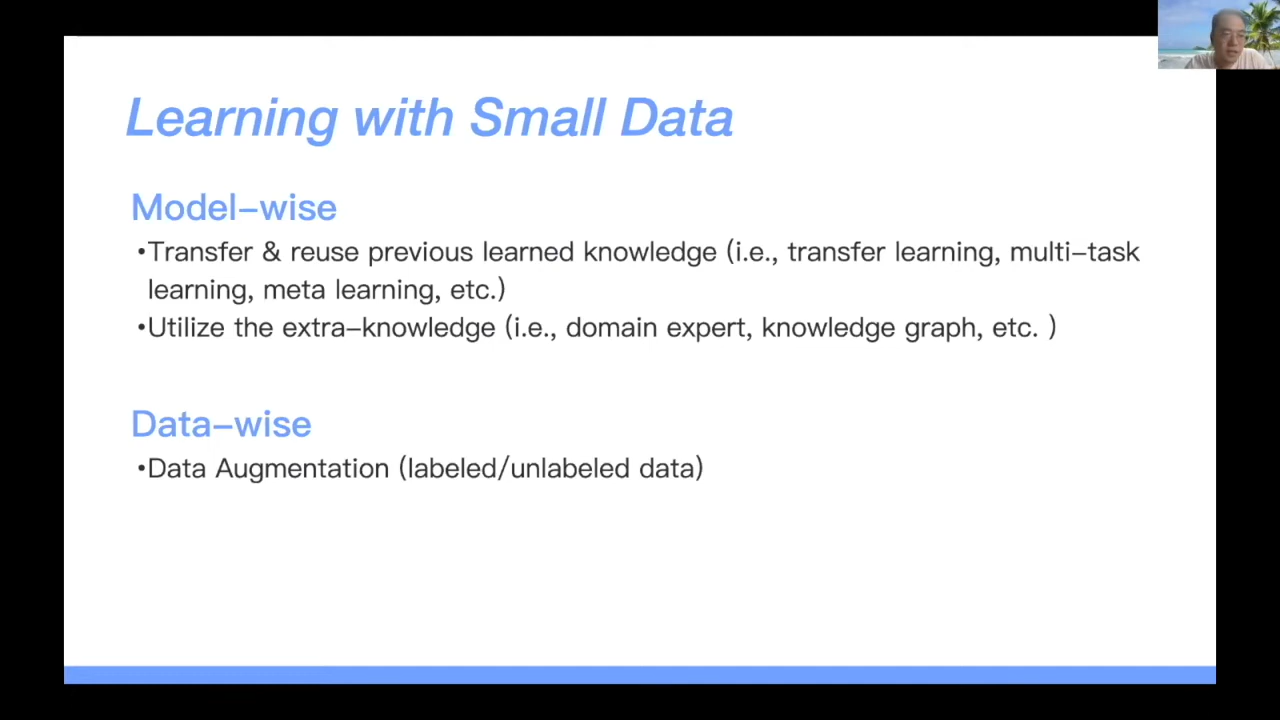 Learning with Small Data
Model-wise
•Transfer & reuse previous learned knowledge (i.e., transfer learning, multi-task
learning, meta learning, etc.)
•Utilize the extra-knowledge (i.e., domain expert, knowledge graph, etc. )
Data-wise
•Data Augmentation (labeled/unlabeled data)